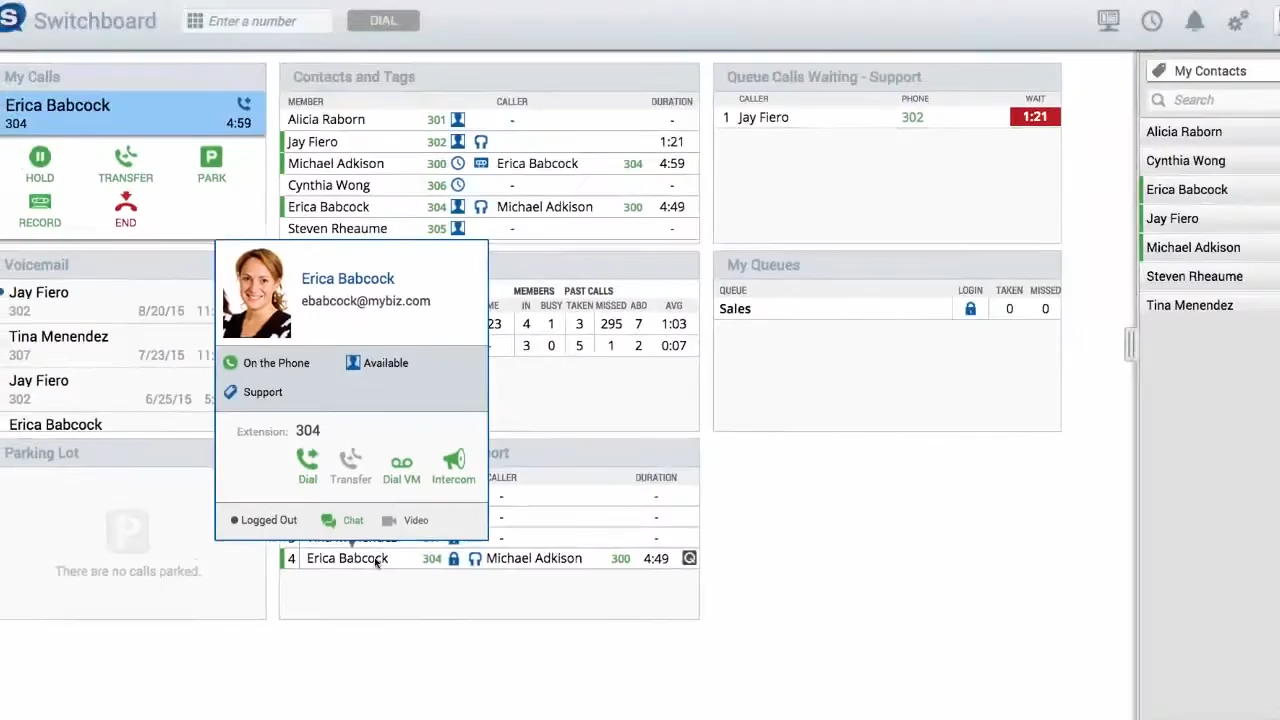 S Switchboard Enter a number DIAL
My Calls
Erica Babcock
304 4:59
HOLD TRANSFER PARK
RECORD END
Voicemail
Jay Fiero
302 8/20/15 11:
Tina Menendez
307 7/23/15 11:
Jay Fiero
302 6/25/15 5:
Erica Babcock
Parking Lot
P
There are no calls parked.
Contacts and Tags
MEMBER CALLER DURATION
Alicia Raborn 301 - -
Jay Fiero 302 1:21
Michael Adkison 300 Erica Babcock 304 4:59
Cynthia Wong 306 - -
Erica Babcock 304 Michael Adkison 300 4:49
Steven Rheaume 305 - -
Erica Babcock
ebabcock@mybiz.com
On the Phone Available
Support
Extension: 304
Dial Transfer Dial VM Intercom
Logged Out Chat Video
MEMBERS PAST CALLS
ME IN BUSY TAKEN MISSED ABD AVG
23 4 1 3 295 7 1:03
- 3 0 5 1 2 0:07
ort
CALLER DURATION
- -
- -
- -
4 Erica Babcock 304 Michael Adkison 300 4:49 Q
Queue Calls Waiting - Support
CALLER PHONE WAIT
1 Jay Fiero 302 1:21
My Queues
QUEUE LOGIN TAKEN MISSED
Sales 0 0
My Contacts
Search
Alicia Raborn
Cynthia Wong
Erica Babcock
Jay Fiero
Michael Adkison
Steven Rheaume
Tina Menendez